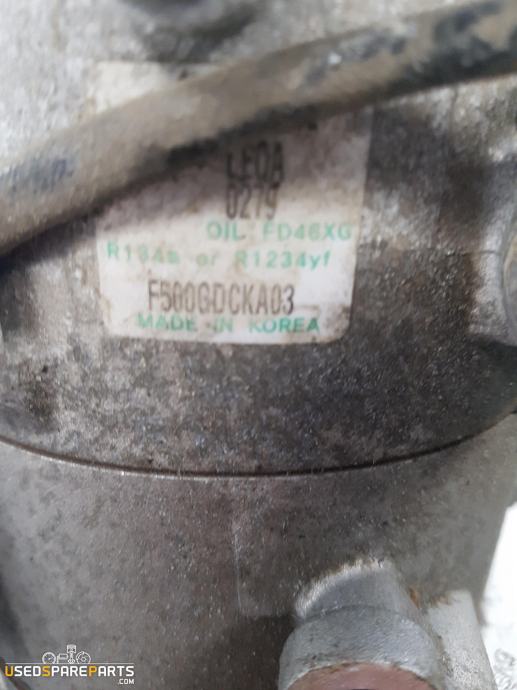 LE0A
0279
OIL FD46XG
R134a or R1234yf
F500GDCKA03
MADE IN KOREA
USEDSPAREPARTS
.COM